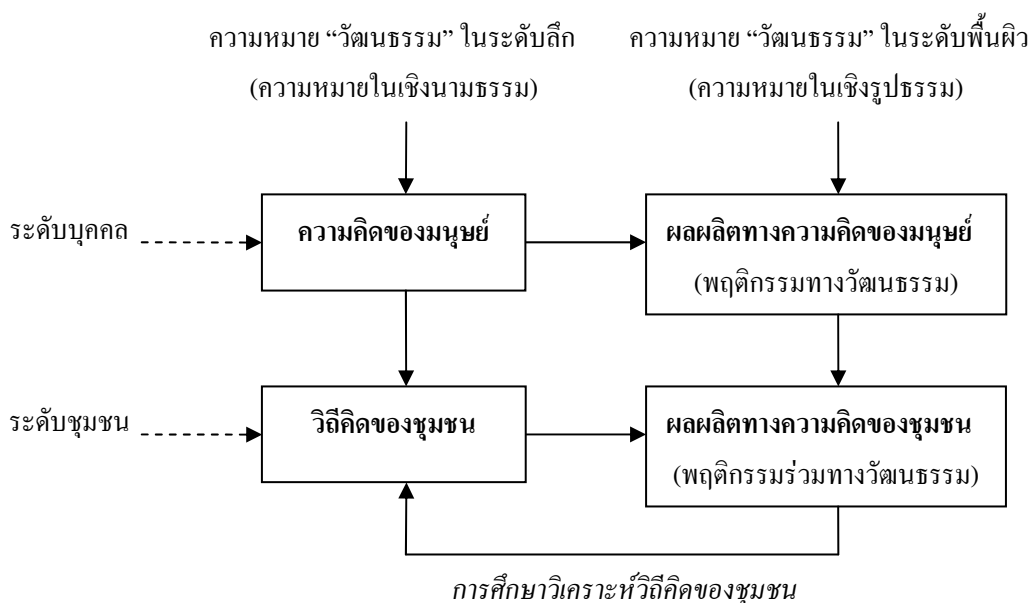 ความหมาย “วัฒนธรรม” ในระดับลึก
(ความหมายในเชิงนามธรรม)
ความหมาย “วัฒนธรรม” ในระดับพื้นผิว
(ความหมายในเชิงรูปธรรม)
ระดับบุคคล
ความคิดของมนุษย์
ผลผลิตทางความคิดของมนุษย์
(พฤติกรรมทางวัฒนธรรม)
ระดับชุมชน
วิถีคิดของชุมชน
ผลผลิตทางความคิดของชุมชน
(พฤติกรรมร่วมทางวัฒนธรรม)
การศึกษาวิเคราะห์วิถีคิดของชุมชน